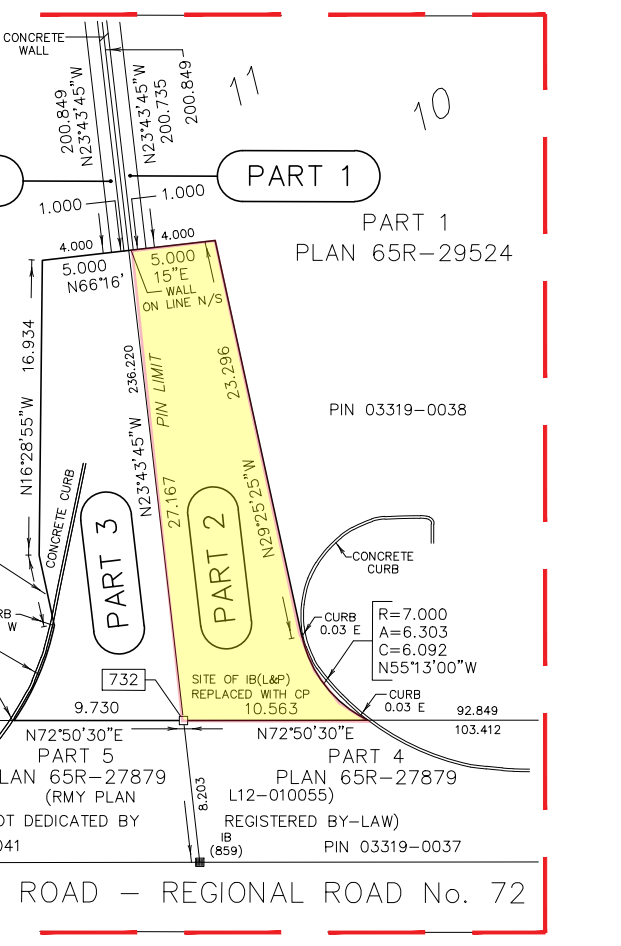 CONCRETE
WALL
200.849
N23°43'45"W
N23°43'45"W
200.735
200.849
11
10
PART 1
1.000
1.000
PART 1
PLAN 65R-29524
4.000
4.000
5.000
5.000
N66°16'
15"E
WALL
ON LINE N/S
16.934
N16°28'55"W
236.220
PIN LIMIT
23.296
PIN 03319-0038
N23°43'45"W
27.167
N29°25'25"W
CONCRETE CURB
PART 3
PART 2
CONCRETE
CURB
RB
W
CURB
0.03 E
R=7.000
A=6.303
C=6.092
N55°13'00"W
732
SITE OF IB(L&P)
REPLACED WITH CP
CURB
0.03 E
9.730
10.563
92.849
N72°50'30"E
N72°50'30"E
103.412
PART 5
PART 4
LAN 65R-27879
PLAN 65R-27879
(RMY PLAN
8.203
L12-010055)
OT DEDICATED BY
REGISTERED BY-LAW)
041
IB
(859)
PIN 03319-0037
ROAD - REGIONAL ROAD No. 72